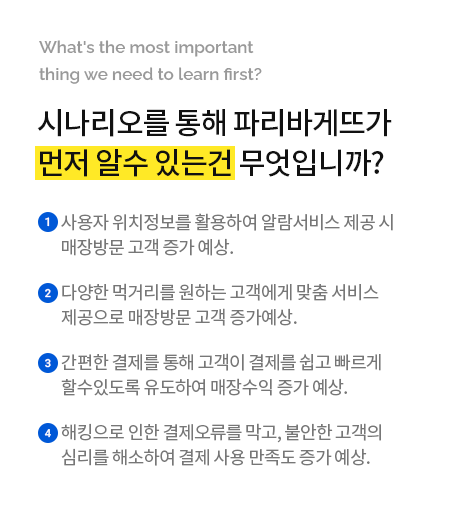 What's the most important
thing we need to learn first?
시나리오를 통해 파리바게뜨가
먼저 알수 있는건 무엇입니까?
1 사용자 위치정보를 활용하여 알람서비스 제공 시
매장방문 고객 증가 예상.
2 다양한 먹거리를 원하는 고객에게 맞춤 서비스
제공으로 매장방문 고객 증가예상.
3 간편한 결제를 통해 고객이 결제를 쉽고 빠르게
할수있도록 유도하여 매장수익 증가 예상.
4 해킹으로 인한 결제오류를 막고, 불안한 고객의
심리를 해소하여 결제 사용 만족도 증가 예상.